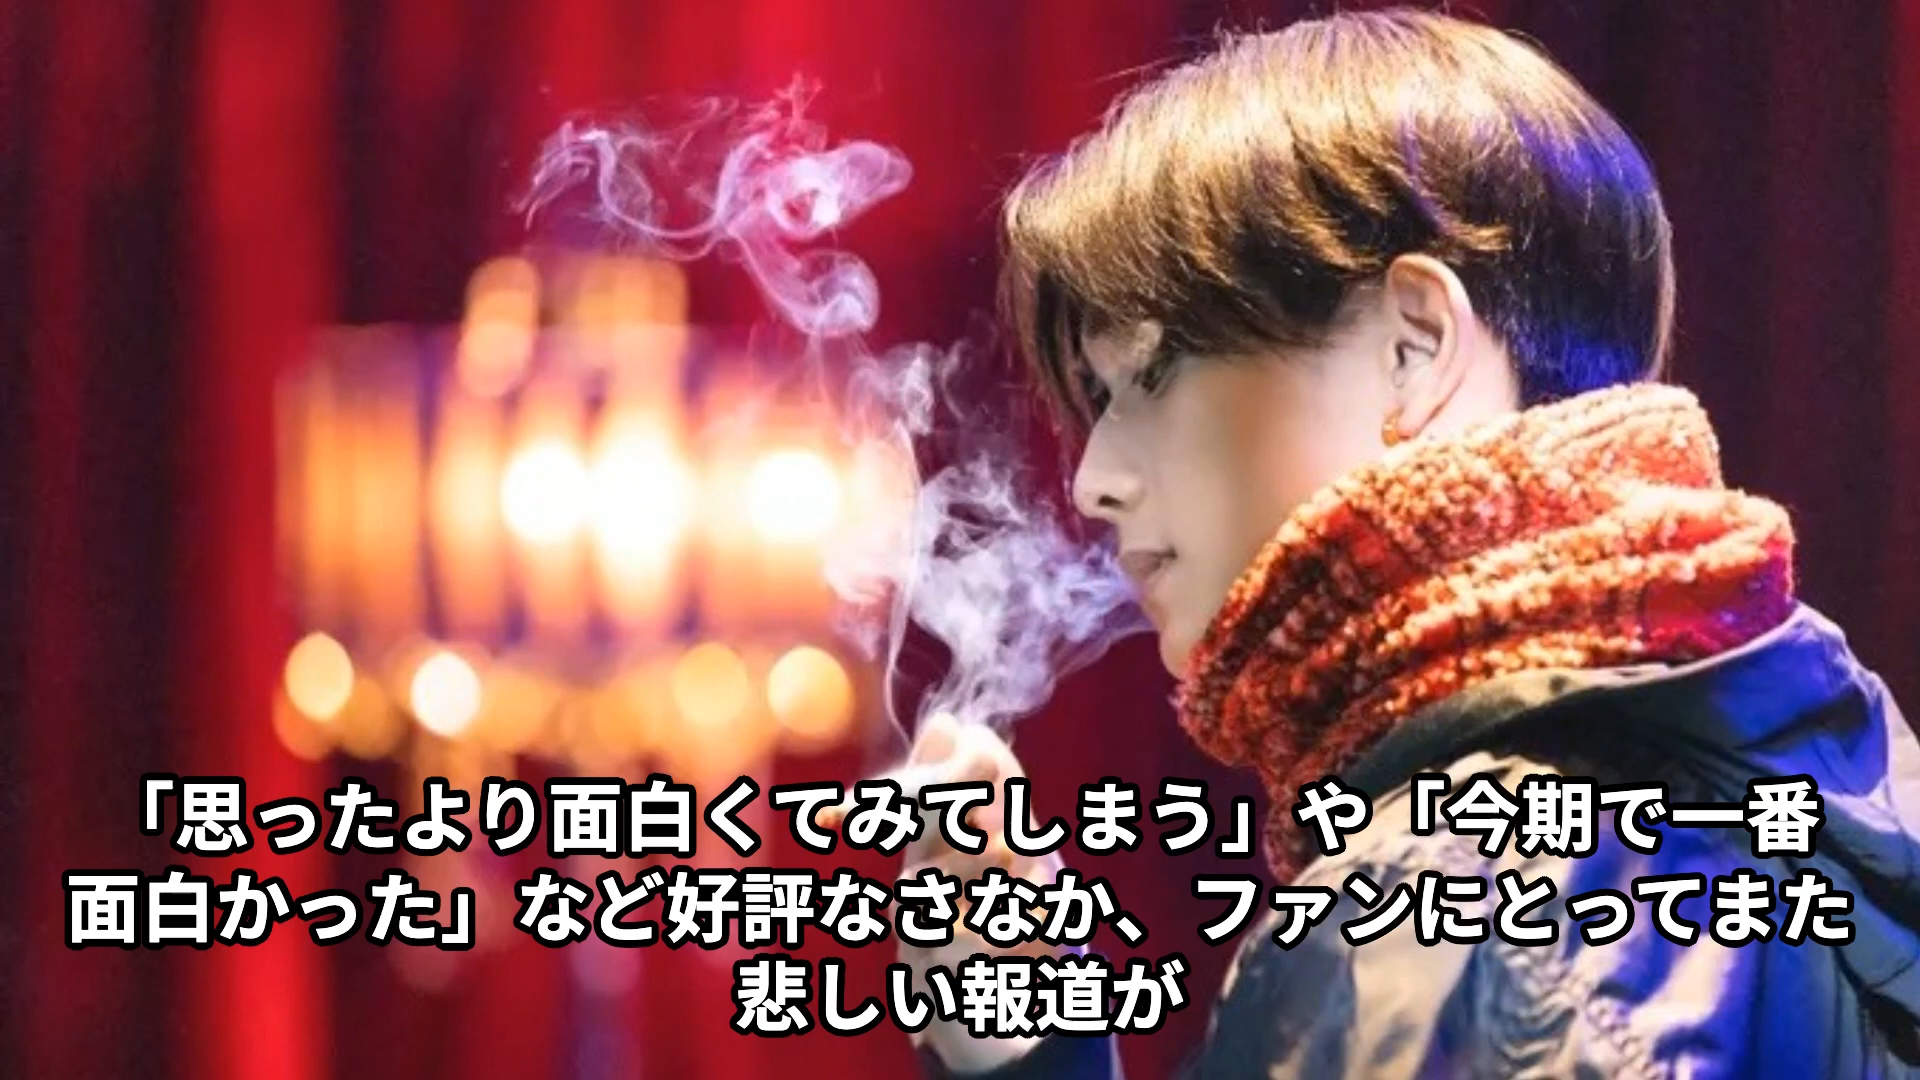 「思ったより面白くてみてしまう」や「今期で一番
面白かった」など好評なさなか、ファンにとってまた
悲しい報道が